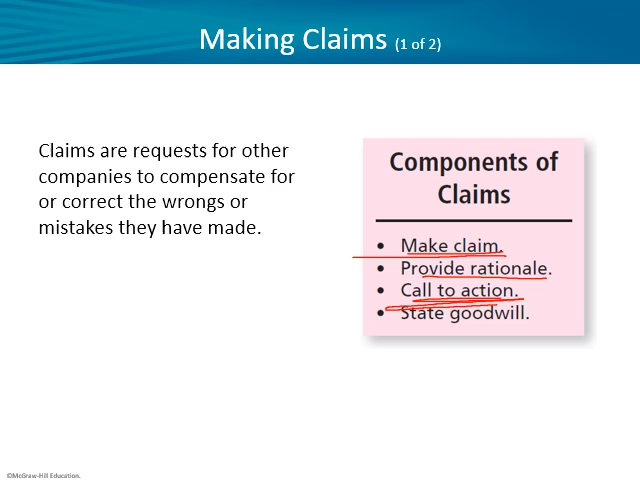 Making Claims (1 of 2)
Claims are requests for other
companies to compensate for
or correct the wrongs or
mistakes they have made.
Components of
Claims
• Make claim.
• Provide rationale.
• Call to action.
• State goodwill.
©McGraw-Hill Education.